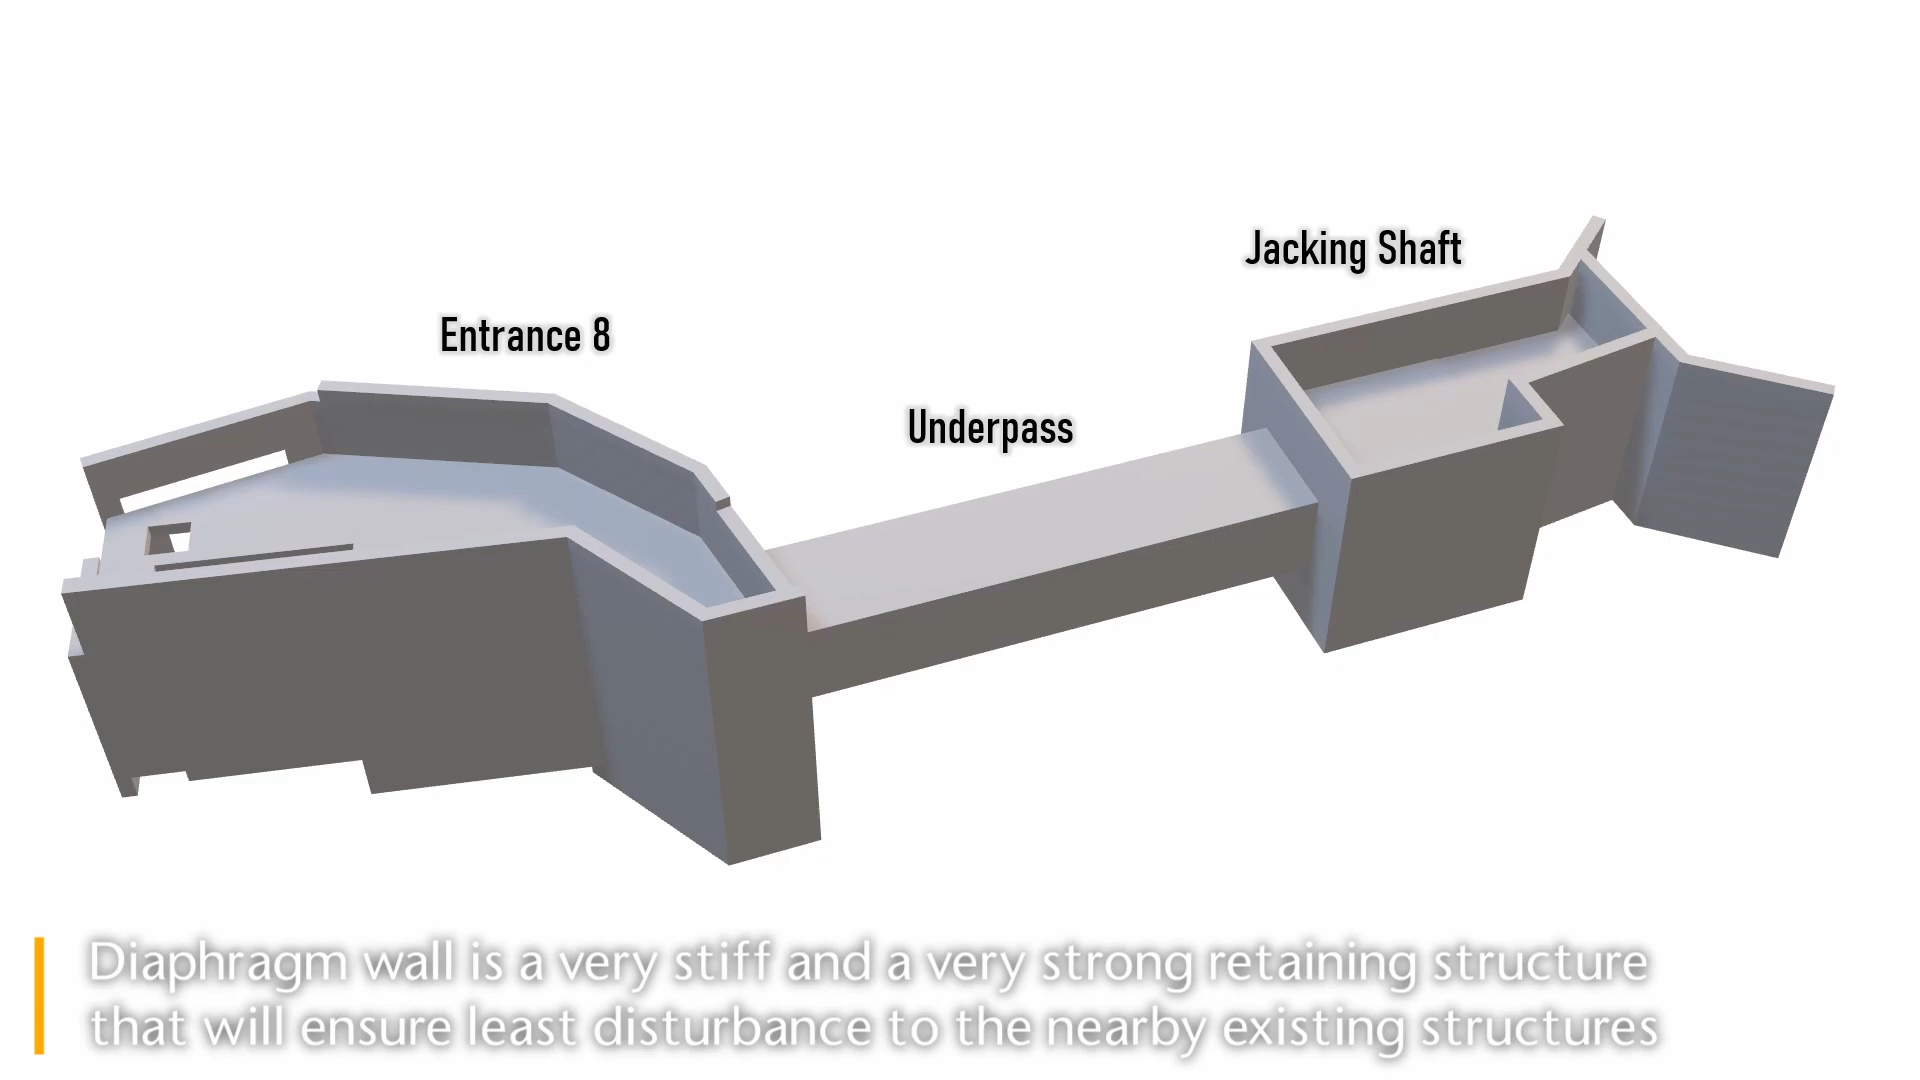 Jacking Shaft
Entrance 8
Underpass
Diaphragm wall is a very stiff and a very strong retaining structure
that will ensure least disturbance to the nearby existing structures